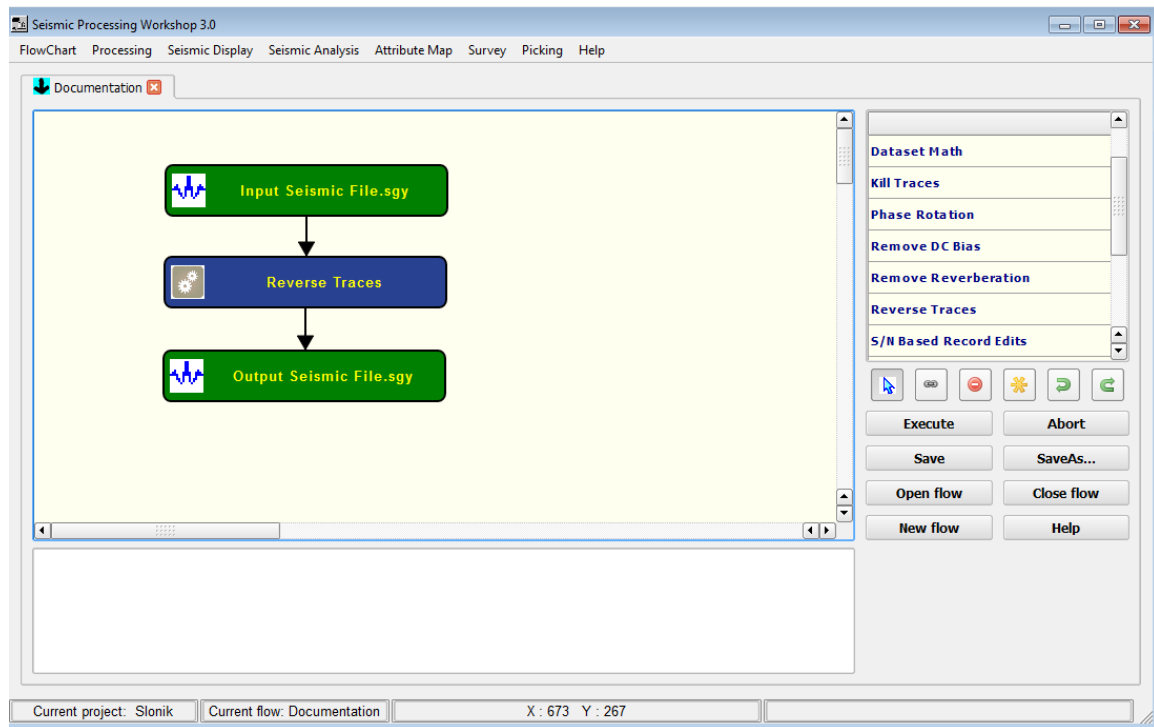 Seismic Processing Workshop 3.0
FlowChart Processing Seismic Display Seismic Analysis Attribute Map Survey Picking Help
Documentation
Input Seismic File.sgy
Reverse Traces
Output Seismic File.sgy
Dataset Math
Kill Traces
Phase Rotation
Remove DC Bias
Remove Reverberation
Reverse Traces
S/N Based Record Edits
Execute Abort
Save SaveAs...
Open flow Close flow
New flow Help
Current project: Slonik Current flow: Documentation X : 673 Y : 267